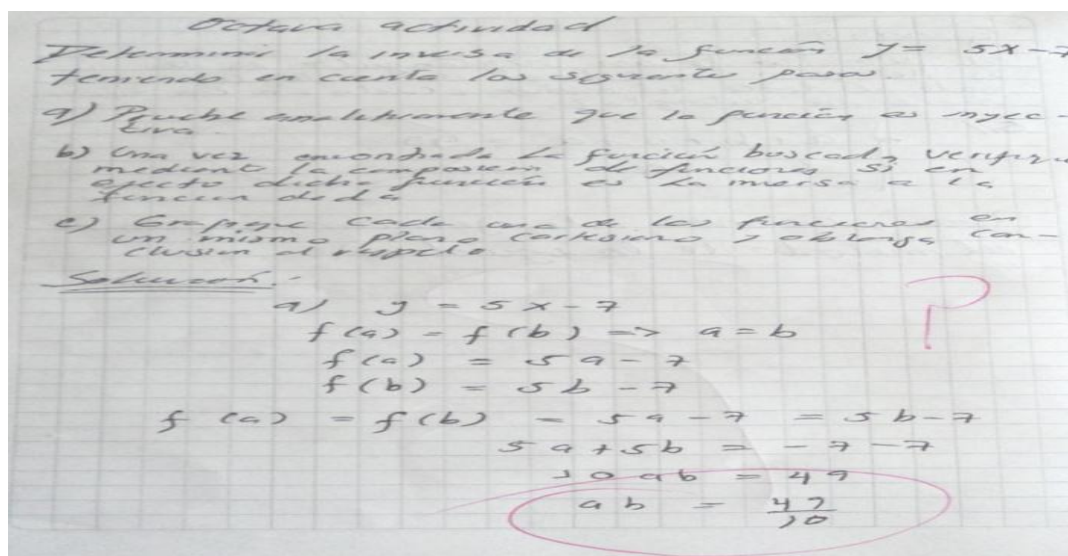 Octava actividad
Determinar la inversa de la función y = 5x-7
teniendo en cuenta los siguientes pasos.
a) Pruebe analíticamente que la función es inyec-
tiva
b) Una vez encontrada la función buscada verifique
mediante la composición de funciones si en
efecto dicha función es la inversa a la
función dada
c) Grafique cada una de las funciones en
un mismo plano cartesiano y obtenga con-
clusión al respecto
Solución:
a) y = 5x-7
f(a) = f(b) => a=b
f(a) = 5a-7
f(b) = 5b-7
f(a) = f(b) = 5a-7 = 5b-7
5a+5b = -7-7
10ab = 49
ab = 49/10
?